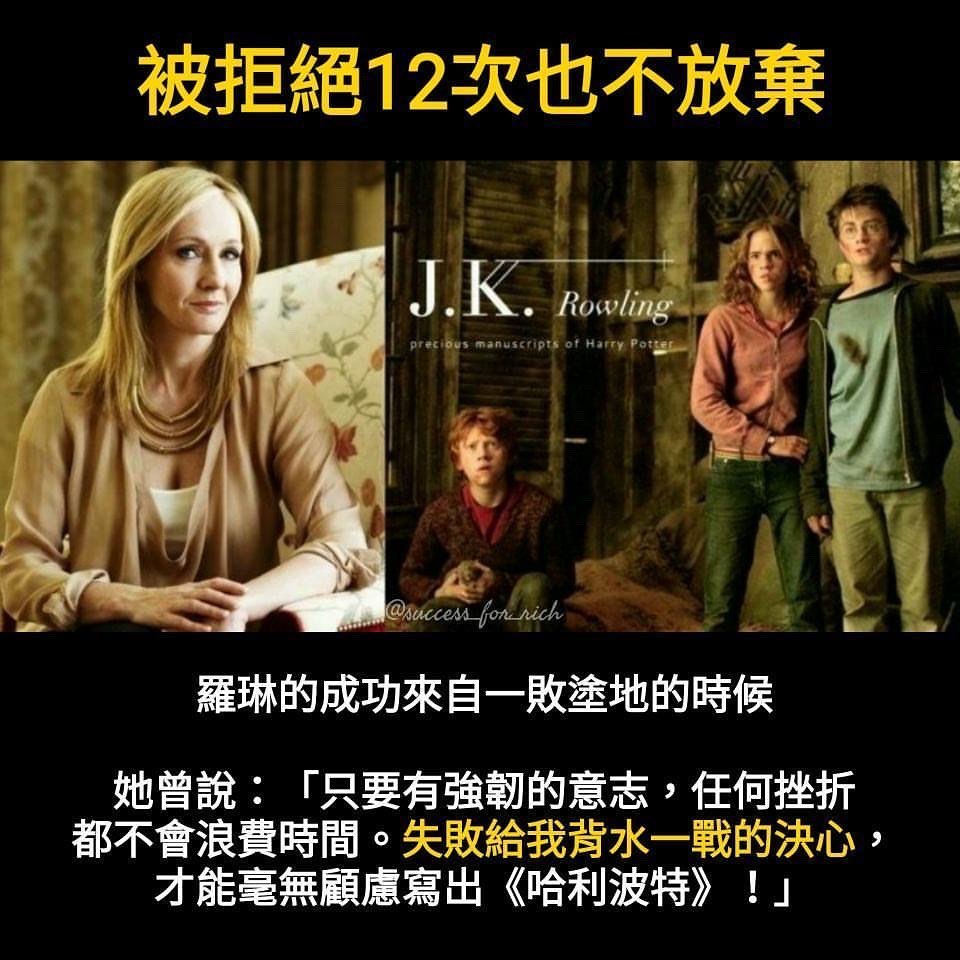 被拒絕12次也不放棄
J.K. Rowling
precious manuscripts of Harry Potter
@success_for_rich
羅琳的成功來自一敗塗地的時候
她曾說：「只要有強韌的意志，任何挫折
都不會浪費時間。失敗給我背水一戰的決心，
才能毫無顧慮寫出《哈利波特》！」